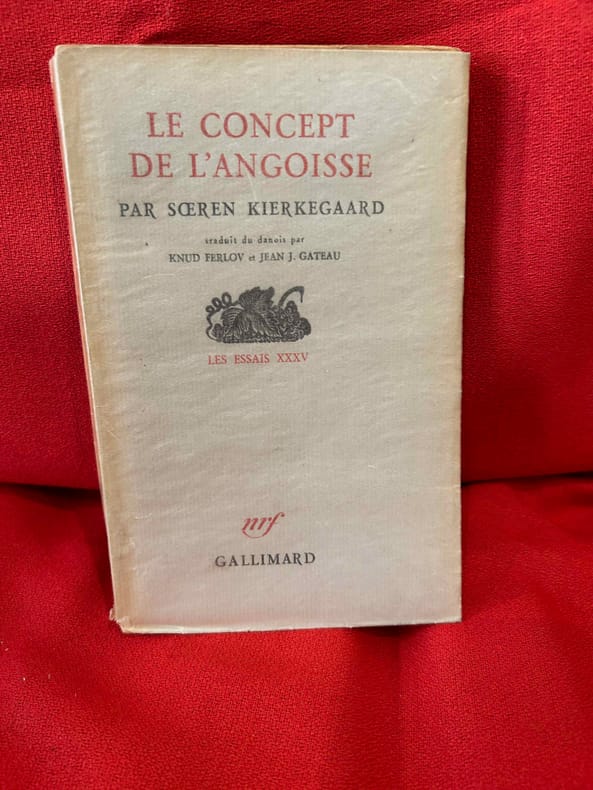 LE CONCEPT
DE L'ANGOISSE
PAR SŒREN KIERKEGAARD
traduit du danois par
KNUD FERLOV et JEAN J. GATEAU
LES ESSAIS XXXV
nrf
GALLIMARD